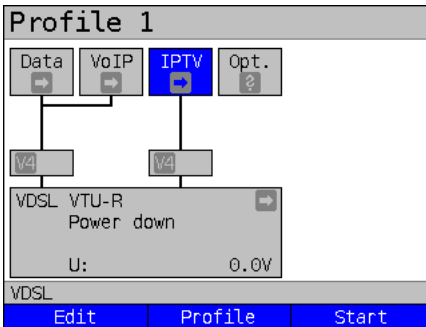 Profile 1
Data VoIP IPTV Opt.
?
V4 V4
VDSL VTU-R
Power down
U: 0.0V
VDSL
Edit Profile Start